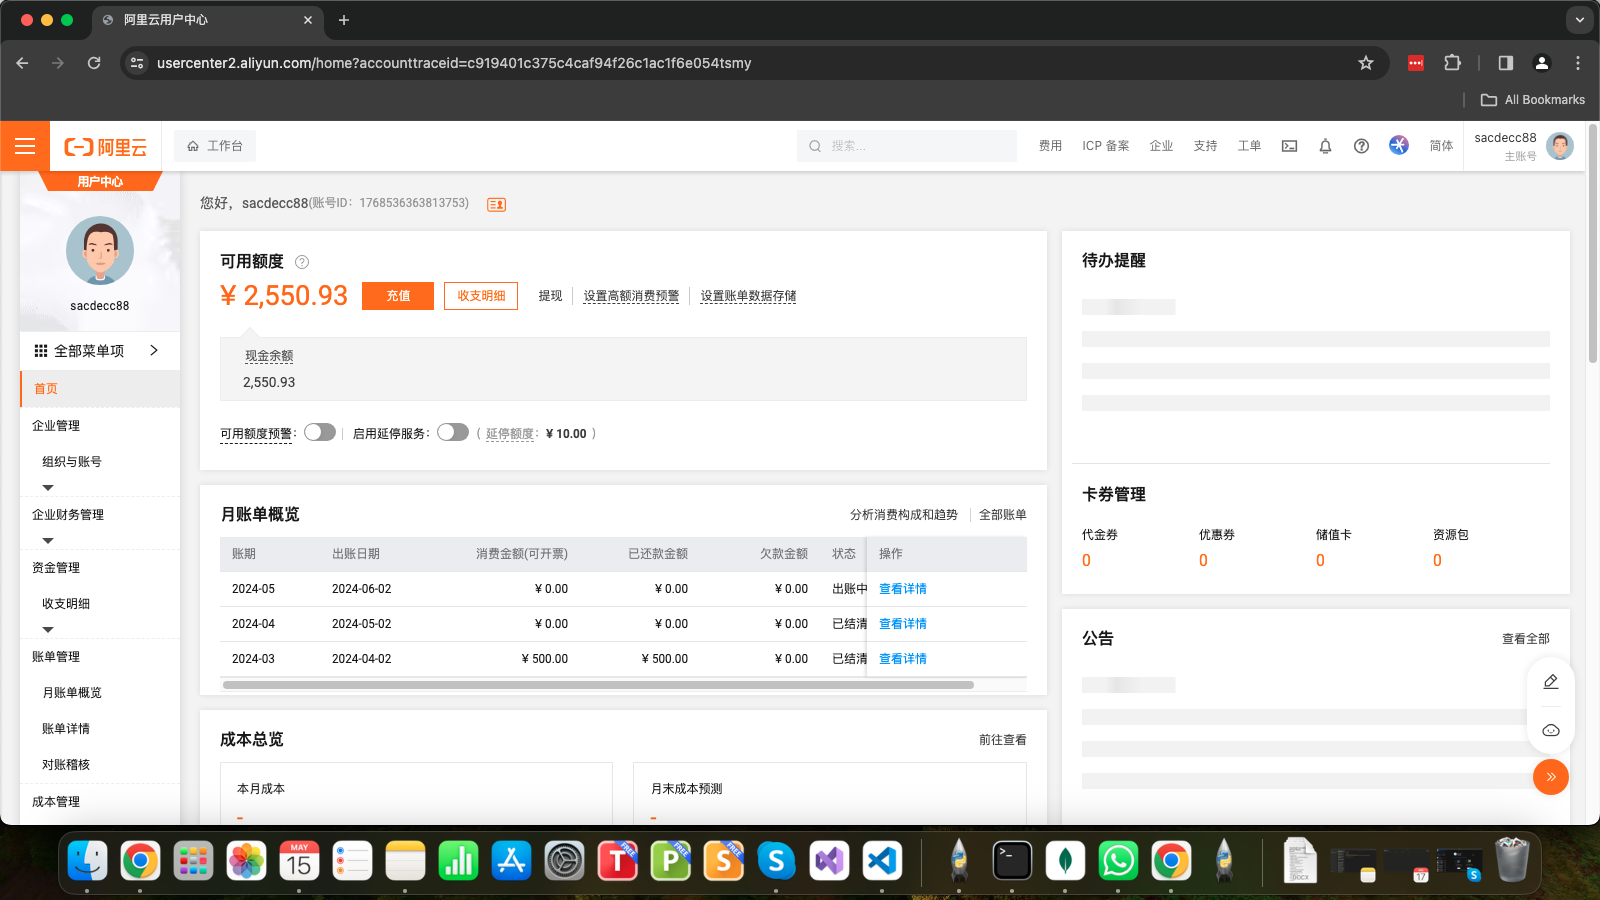 阿里云用户中心
usercenter2.aliyun.com/home?accounttraceid=c919401c375c4caf94f26c1ac1f6e054tsmy
All Bookmarks
阿里云
工作台
搜索...
费用
ICP 备案
企业
支持
工单
简体
sacdecc88
主账号
用户中心
sacdecc88
全部菜单项
首页
企业管理
组织与账号
企业财务管理
资金管理
收支明细
账单管理
月账单概览
账单详情
对账稽核
成本管理
您好，sacdecc88(账号ID：1768536363813753)
可用额度
¥ 2,550.93
充值
收支明细
提现
设置高额消费预警
设置账单数据存储
现金余额
2,550.93
可用额度预警：
启用延停服务：
( 延停额度：¥ 10.00 )
月账单概览
分析消费构成和趋势
全部账单
账期 出账日期 消费金额(可开票) 已还款金额 欠款金额 状态 操作
2024-05 2024-06-02 ¥ 0.00 ¥ 0.00 ¥ 0.00 出账中 查看详情
2024-04 2024-05-02 ¥ 0.00 ¥ 0.00 ¥ 0.00 已结清 查看详情
2024-03 2024-04-02 ¥ 500.00 ¥ 500.00 ¥ 0.00 已结清 查看详情
成本总览
前往查看
本月成本
-
月末成本预测
-
待办提醒
卡券管理
代金券 优惠券 储值卡 资源包
0 0 0 0
公告
查看全部
MAY
15
T
FREE
P
FREE
S
FREE
S
DOCX
17
S